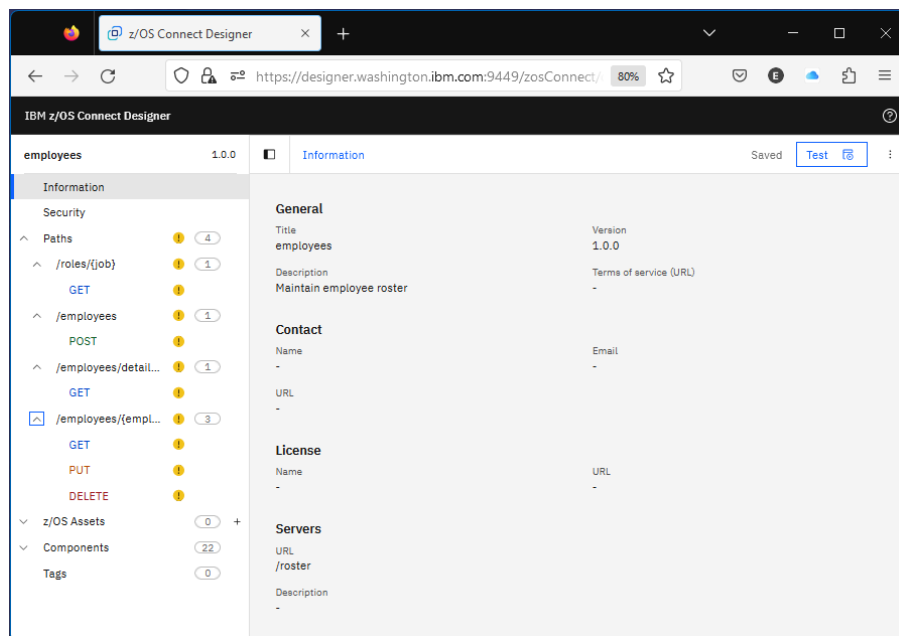 z/OS Connect Designer
https://designer.washington.ibm.com:9449/zosConnect/ 80%
E
IBM z/OS Connect Designer
employees 1.0.0
Information Saved Test
Information
Security
Paths ! 4
/roles/{job} ! 1
GET !
/employees ! 1
POST !
/employees/detail... ! 1
GET !
/employees/{empl... ! 3
GET !
PUT !
DELETE !
z/OS Assets 0 +
Components 22
Tags 0
General
Title Version
employees 1.0.0
Description Terms of service (URL)
Maintain employee roster -
Contact
Name Email
- -
URL
-
License
Name URL
- -
Servers
URL
/roster
Description
-